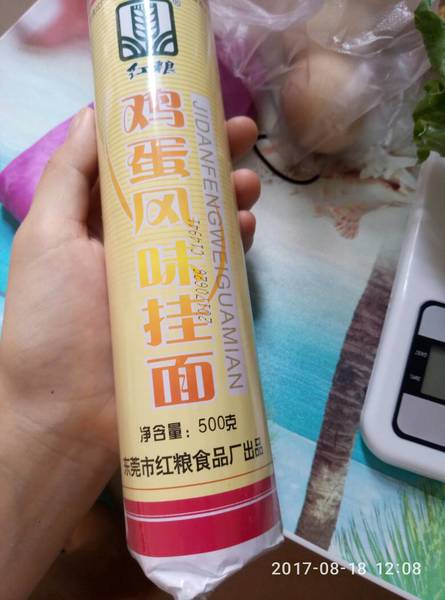 红粮
鸡蛋风味挂面
JIDANFENGWEIGUAMIAN
净含量：500克
东莞市红粮食品厂出品
2017-08-18 12:08